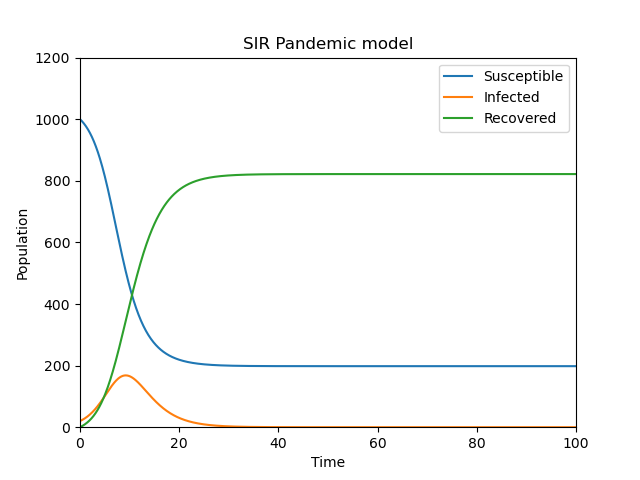 SIR Pandemic model
1200
1000
800
600
400
200
0
Population
Susceptible
Infected
Recovered
0 20 40 60 80 100
Time